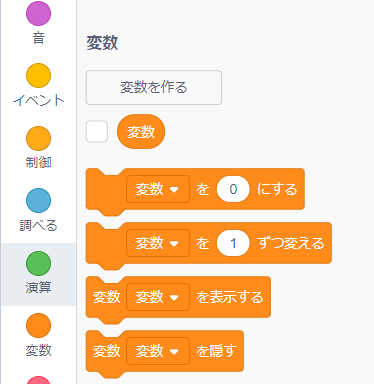 音
イベント
制御
調べる
演算
変数
変数
変数を作る
変数
変数 を 0 にする
変数 を 1 ずつ変える
変数 変数 を表示する
変数 変数 を隠す